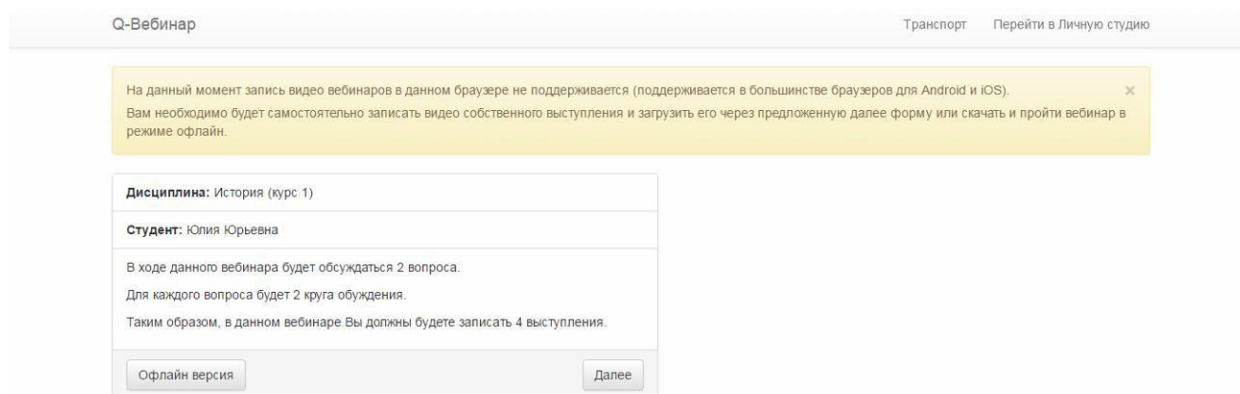 Q-Вебинар
Транспорт Перейти в Личную студию
На данный момент запись видео вебинаров в данном браузере не поддерживается (поддерживается в большинстве браузеров для Android и iOS). ×
Вам необходимо будет самостоятельно записать видео собственного выступления и загрузить его через предложенную далее форму или скачать и пройти вебинар в
режиме офлайн.
Дисциплина: История (курс 1)
Студент: Юлия Юрьевна
В ходе данного вебинара будет обсуждаться 2 вопроса.
Для каждого вопроса будет 2 круга обуждения.
Таким образом, в данном вебинаре Вы должны будете записать 4 выступления.
Офлайн версия Далее